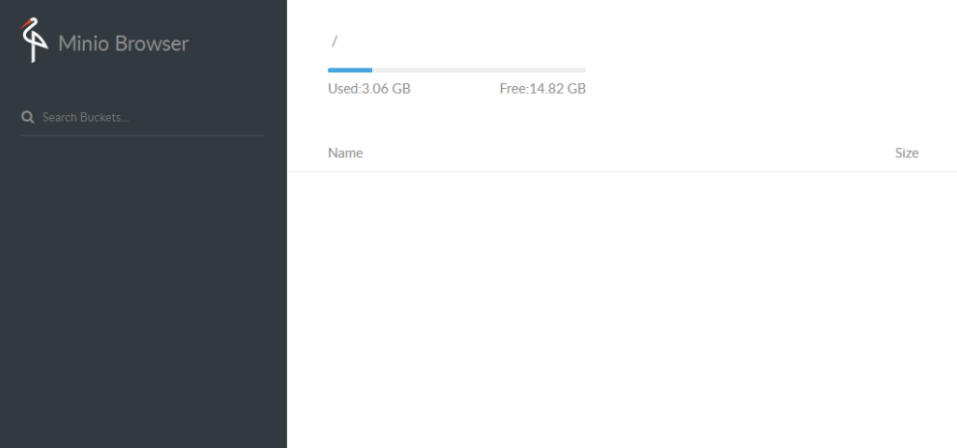 Minio Browser
Search Buckets...
/
Used:3.06 GB Free:14.82 GB
Name Size